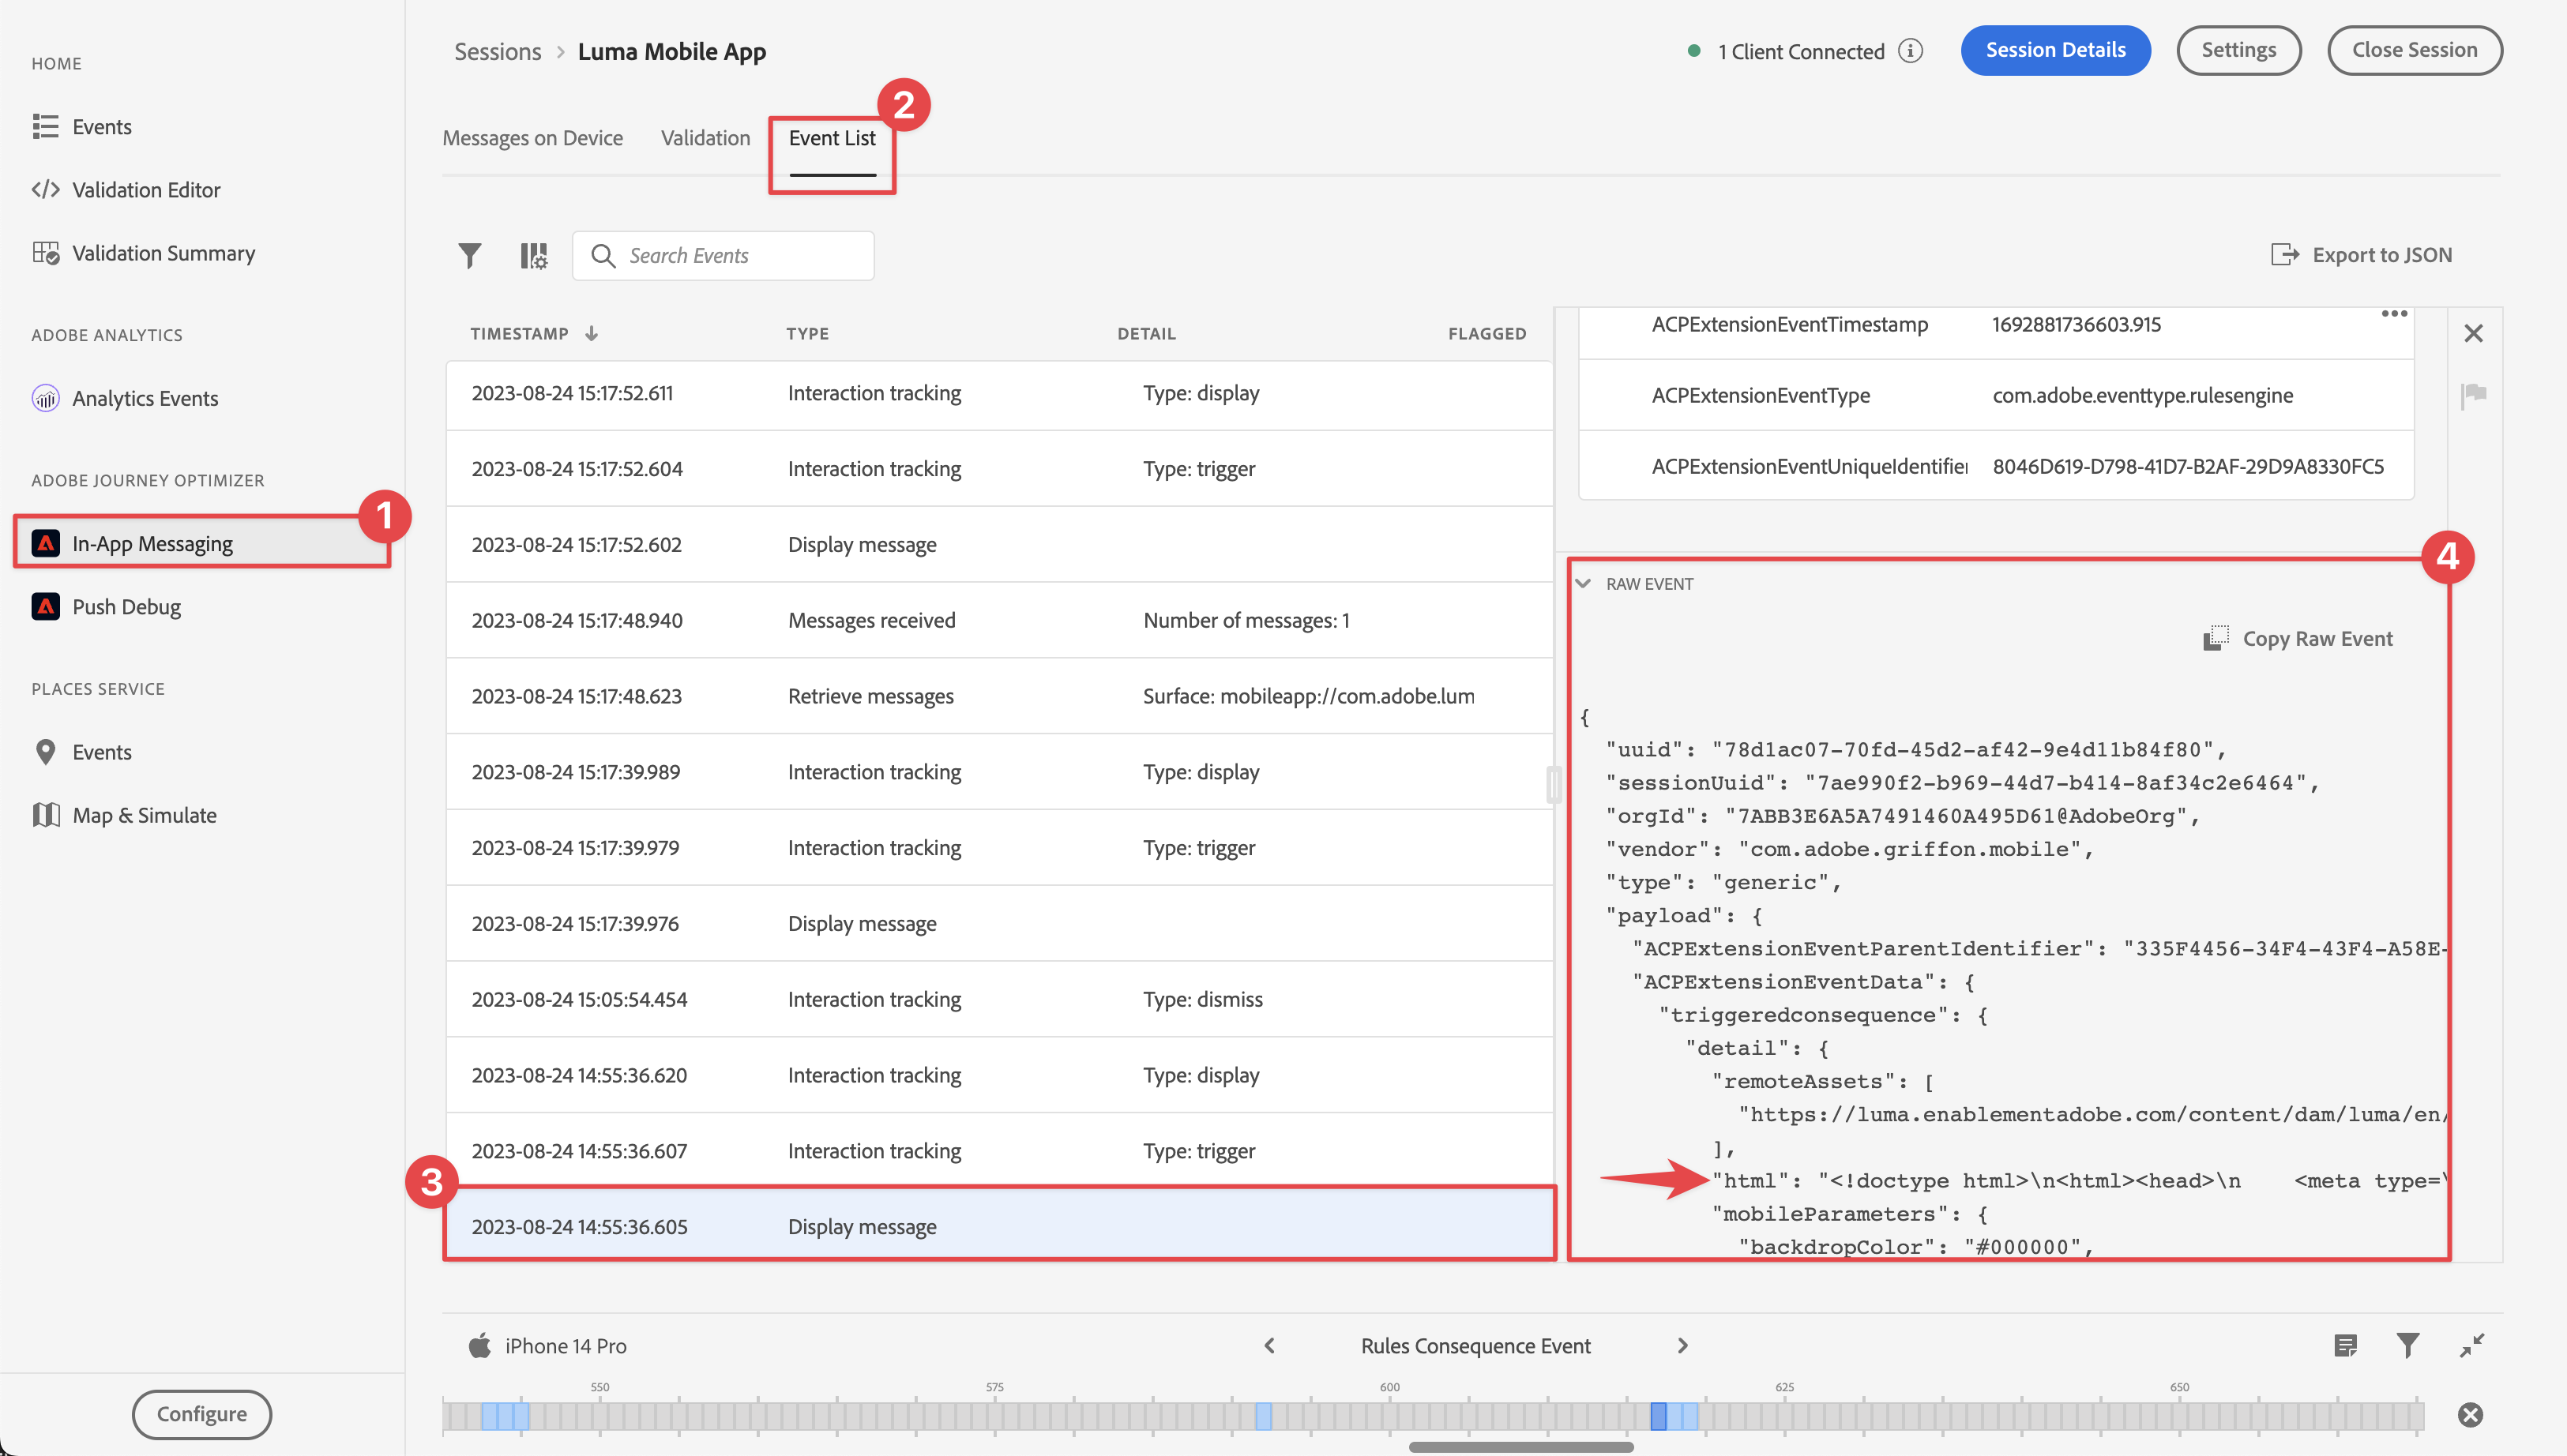 HOME
Events
Validation Editor
Validation Summary
ADOBE ANALYTICS
Analytics Events
ADOBE JOURNEY OPTIMIZER
1
In-App Messaging
Push Debug
PLACES SERVICE
Events
Map & Simulate
Configure
Sessions > Luma Mobile App
1 Client Connected
Session Details
Settings
Close Session
2
Messages on Device Validation Event List
Search Events
Export to JSON
TIMESTAMP TYPE DETAIL FLAGGED
2023-08-24 15:17:52.611 Interaction tracking Type: display
2023-08-24 15:17:52.604 Interaction tracking Type: trigger
2023-08-24 15:17:52.602 Display message
2023-08-24 15:17:48.940 Messages received Number of messages: 1
2023-08-24 15:17:48.623 Retrieve messages Surface: mobileapp://com.adobe.lum
2023-08-24 15:17:39.989 Interaction tracking Type: display
2023-08-24 15:17:39.979 Interaction tracking Type: trigger
2023-08-24 15:17:39.976 Display message
2023-08-24 15:05:54.454 Interaction tracking Type: dismiss
2023-08-24 14:55:36.620 Interaction tracking Type: display
2023-08-24 14:55:36.607 Interaction tracking Type: trigger
3
2023-08-24 14:55:36.605 Display message
ACPExtensionEventTimestamp 1692881736603.915
ACPExtensionEventType com.adobe.eventtype.rulesengine
ACPExtensionEventUniqueIdentifier 8046D619-D798-41D7-B2AF-29D9A8330FC5
4
RAW EVENT
Copy Raw Event
{
"uuid": "78d1ac07-70fd-45d2-af42-9e4d11b84f80",
"sessionUuid": "7ae990f2-b969-44d7-b414-8af34c2e6464",
"orgId": "7ABB3E6A5A7491460A495D61@AdobeOrg",
"vendor": "com.adobe.griffon.mobile",
"type": "generic",
"payload": {
"ACPExtensionEventParentIdentifier": "335F4456-34F4-43F4-A58E-
"ACPExtensionEventData": {
"triggeredconsequence": {
"detail": {
"remoteAssets": [
"https://luma.enablementadobe.com/content/dam/luma/en/
],
"html": "<!doctype html>\n<html><head>\n    <meta type=\
"mobileParameters": {
"backdropColor": "#000000",
iPhone 14 Pro
Rules Consequence Event
550 575 600 625 650